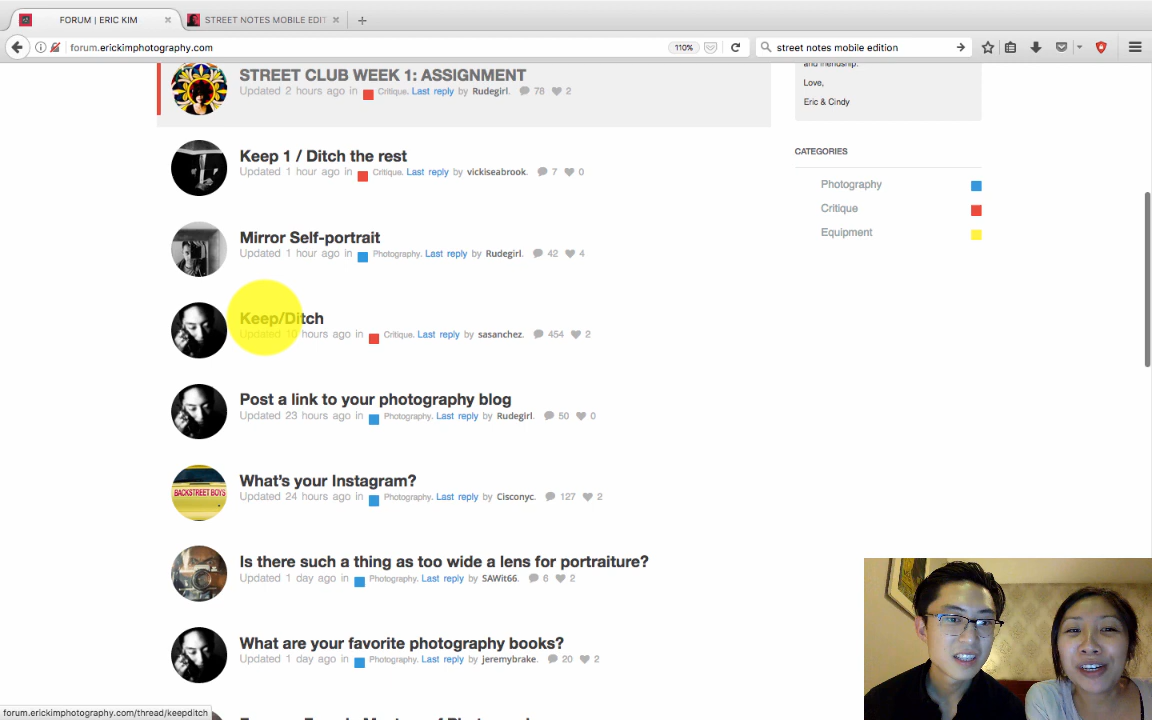 FORUM | ERIC KIM
STREET NOTES MOBILE EDIT
forum.erickimphotography.com
110%
street notes mobile edition
and friendship.
Love,
Eric & Cindy
STREET CLUB WEEK 1: ASSIGNMENT
Updated 2 hours ago in Critique. Last reply by Rudegirl. 78 2
Keep 1 / Ditch the rest
Updated 1 hour ago in Critique. Last reply by vickiseabrook. 7 0
Mirror Self-portrait
Updated 1 hour ago in Photography. Last reply by Rudegirl. 42 4
Keep/Ditch
Updated 10 hours ago in Critique. Last reply by sasanchez. 454 2
Post a link to your photography blog
Updated 23 hours ago in Photography. Last reply by Rudegirl. 50 0
BACKSTREET BOYS
What's your Instagram?
Updated 24 hours ago in Photography. Last reply by Cisconyc. 127 2
Is there such a thing as too wide a lens for portraiture?
Updated 1 day ago in Photography. Last reply by SAWit66. 6 2
What are your favorite photography books?
Updated 1 day ago in Photography. Last reply by jeremybrake. 20 2
CATEGORIES
Photography
Critique
Equipment
forum.erickimphotography.com/thread/keepditch